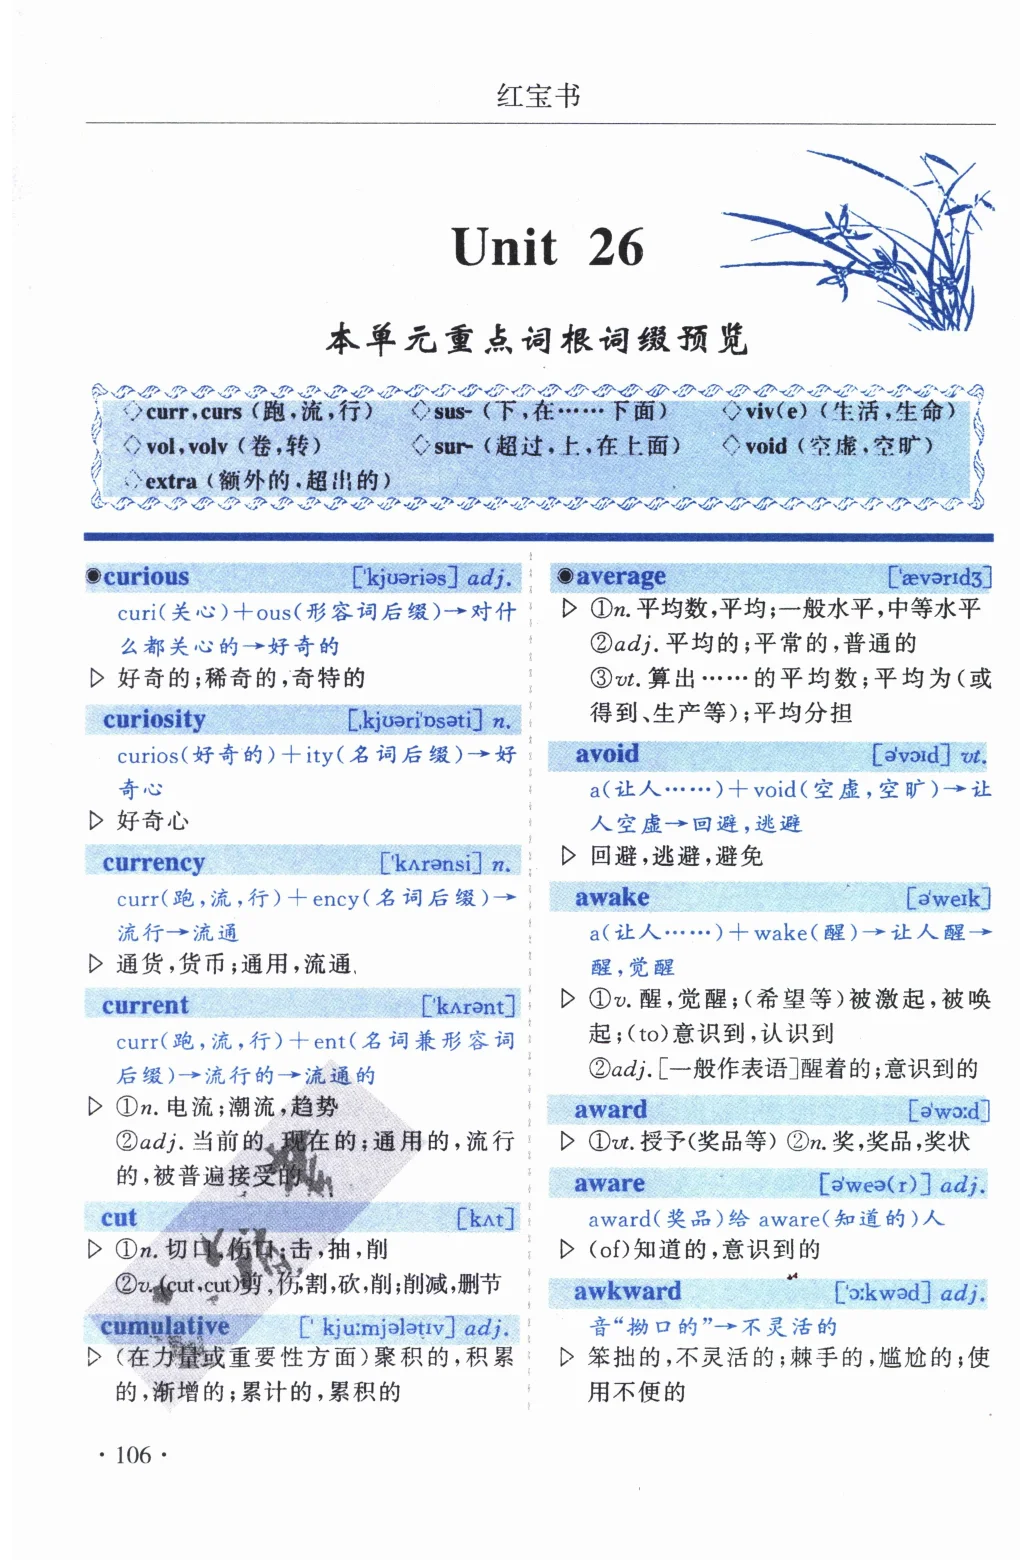 红宝书
Unit 26
本单元重点词根词缀预览
◇curr,curs（跑,流,行） ◇sus-（下,在……下面） ◇viv(e)（生活,生命）
◇vol,volv（卷,转） ◇sur-（超过,上,在上面） ◇void（空虚,空旷）
◇extra（额外的,超出的）
◉curious [ˈkjʊəriəs] adj.
curi(关心)＋ous(形容词后缀)→对什
么都关心的→好奇的
▷ 好奇的;稀奇的,奇特的
curiosity [ˌkjʊəriˈɒsəti] n.
curios(好奇的)＋ity(名词后缀)→好
奇心
▷ 好奇心
currency [ˈkʌrənsi] n.
curr(跑,流,行)＋ency(名词后缀)→
流行→流通
▷ 通货,货币;通用,流通
current [ˈkʌrənt]
curr(跑,流,行)＋ent(名词兼形容词
后缀)→流行的→流通的
▷ ①n. 电流;潮流,趋势
②adj. 当前的,现在的;通用的,流行
的,被普遍接受的
cut [kʌt]
▷ ①n. 切口,伤口;击,抽,削
②v.(cut,cut)剪,伤,割,砍,削;削减,删节
cumulative [ˈkjuːmjələtɪv] adj.
▷ (在力量或重要性方面)聚积的,积累
的,渐增的;累计的,累积的
◉average [ˈævərɪdʒ]
▷ ①n. 平均数,平均;一般水平,中等水平
②adj. 平均的;平常的,普通的
③vt. 算出……的平均数;平均为(或
得到、生产等);平均分担
avoid [əˈvɔɪd] vt.
a(让人……)＋void(空虚,空旷)→让
人空虚→回避,逃避
▷ 回避,逃避,避免
awake [əˈweɪk]
a(让人……)＋wake(醒)→让人醒→
醒,觉醒
▷ ①v. 醒,觉醒;(希望等)被激起,被唤
起;(to)意识到,认识到
②adj.[一般作表语]醒着的;意识到的
award [əˈwɔːd]
▷ ①vt.授予(奖品等) ②n.奖,奖品,奖状
aware [əˈweə(r)] adj.
award(奖品)给 aware(知道的)人
▷ (of)知道的,意识到的
awkward [ˈɔːkwəd] adj.
音“拗口的”→不灵活的
▷ 笨拙的,不灵活的;棘手的,尴尬的;使
用不便的
· 106 ·